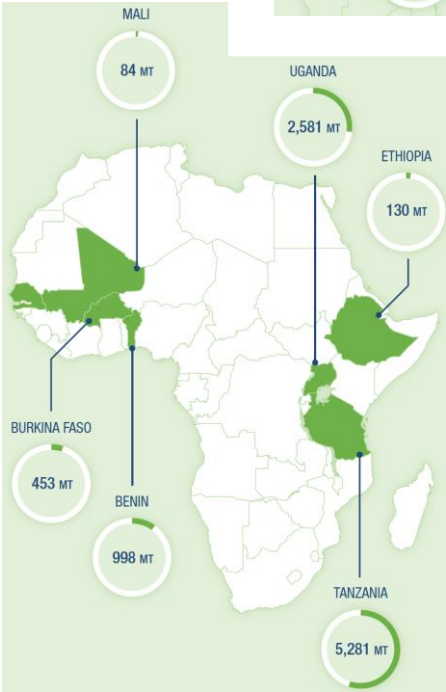 MALI
84 MT
UGANDA
2,581 MT
ETHIOPIA
130 MT
BURKINA FASO
453 MT
BENIN
998 MT
TANZANIA
5,281 MT